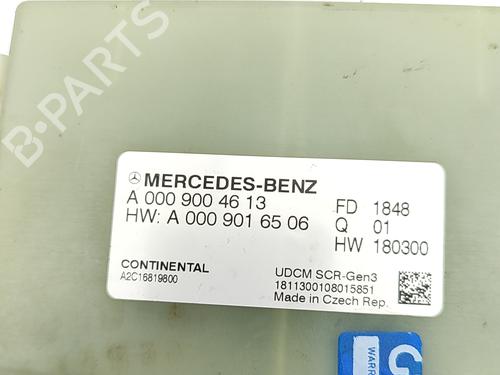 B-PARTS
MERCEDES-BENZ
A 000 900 46 13 FD 1848
HW: A 000 901 65 06 Q 01
HW 180300
CONTINENTAL UDCM SCR-Gen3
A2C16819800 1811300108015851
Made in Czech Rep.
WARR